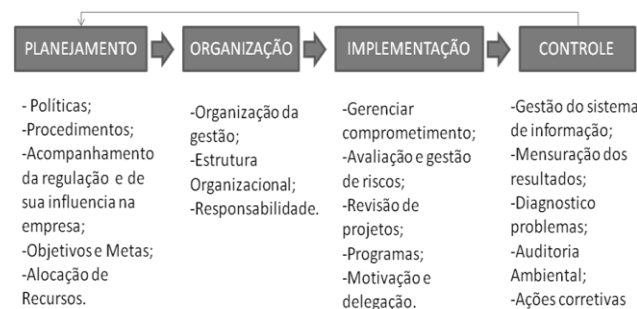 PLANEJAMENTO
ORGANIZAÇÃO
IMPLEMENTAÇÃO
CONTROLE
- Políticas;
-Procedimentos;
-Acompanhamento
da regulação e de
sua influencia na
empresa;
-Objetivos e Metas;
-Alocação de
Recursos.
-Organização da
gestão;
-Estrutura
Organizacional;
-Responsabilidade.
-Gerenciar
comprometimento;
-Avaliação e gestão
de riscos;
-Revisão de
projetos;
-Programas;
-Motivação e
delegação.
-Gestão do sistema
de informação;
-Mensuração dos
resultados;
-Diagnostico
problemas;
-Auditoria
Ambiental;
-Ações corretivas